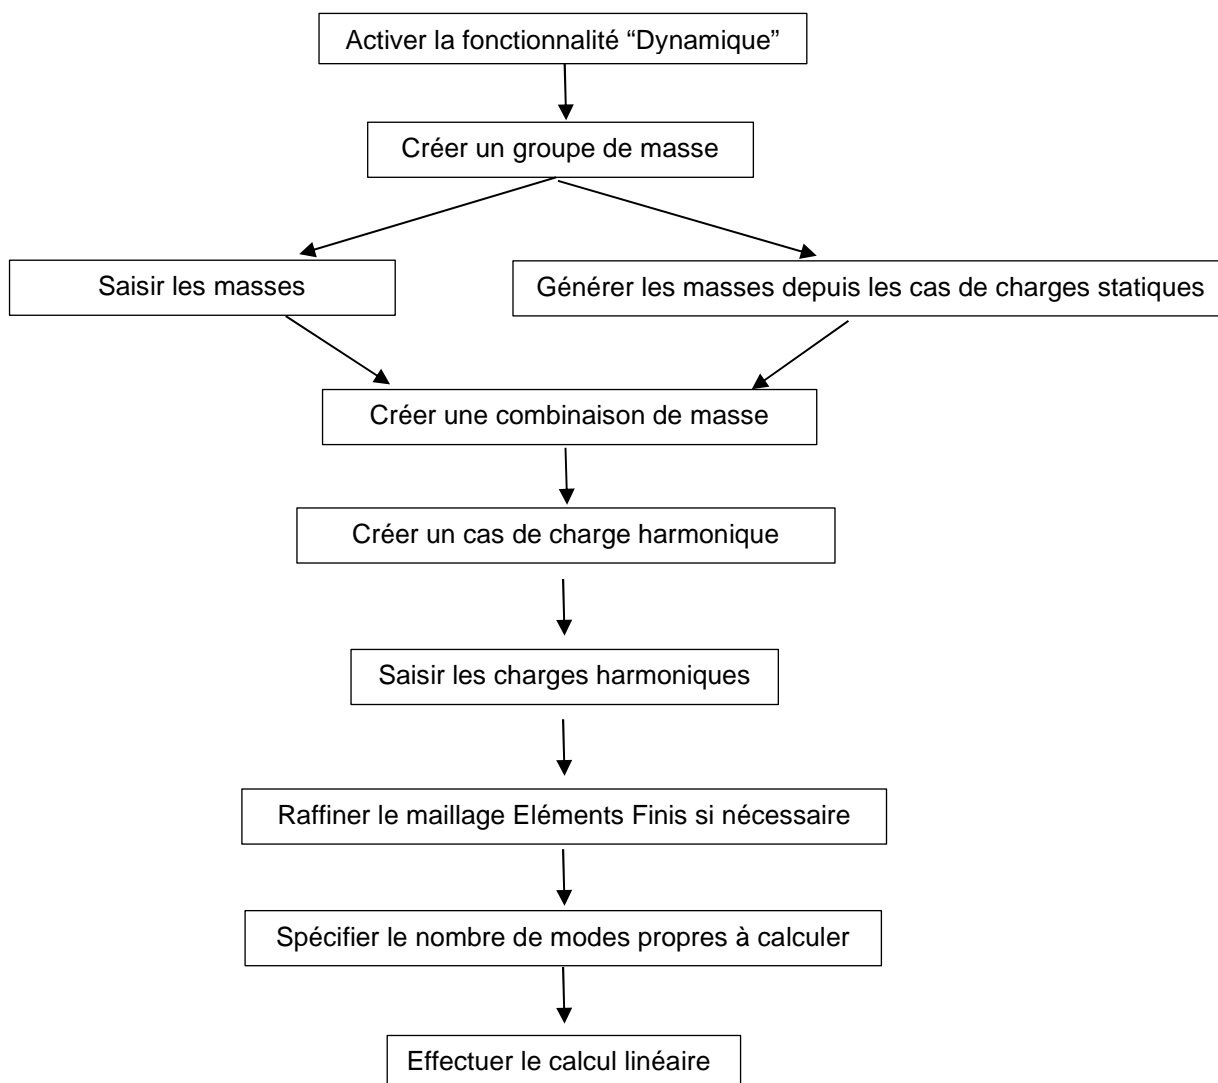 Activer la fonctionnalité “Dynamique”
Créer un groupe de masse
Saisir les masses
Générer les masses depuis les cas de charges statiques
Créer une combinaison de masse
Créer un cas de charge harmonique
Saisir les charges harmoniques
Raffiner le maillage Eléments Finis si nécessaire
Spécifier le nombre de modes propres à calculer
Effectuer le calcul linéaire